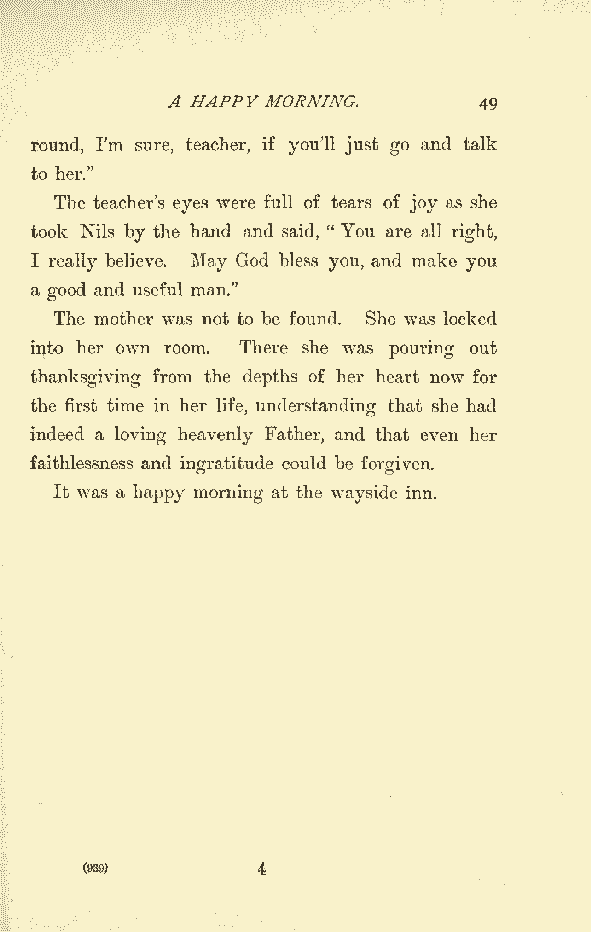 A HAPPY MORNING. 49
round, I'm sure, teacher, if you'll just go and talk
to her."
The teacher's eyes were full of tears of joy as she
took Nils by the hand and said, " You are all right,
I really believe. May God bless you, and make you
a good and useful man."
The mother was not to be found. She was locked
into her own room. There she was pouring out
thanksgiving from the depths of her heart now for
the first time in her life, understanding that she had
indeed a loving heavenly Father, and that even her
faithlessness and ingratitude could be forgiven.
It was a happy morning at the wayside inn.
(939) 4